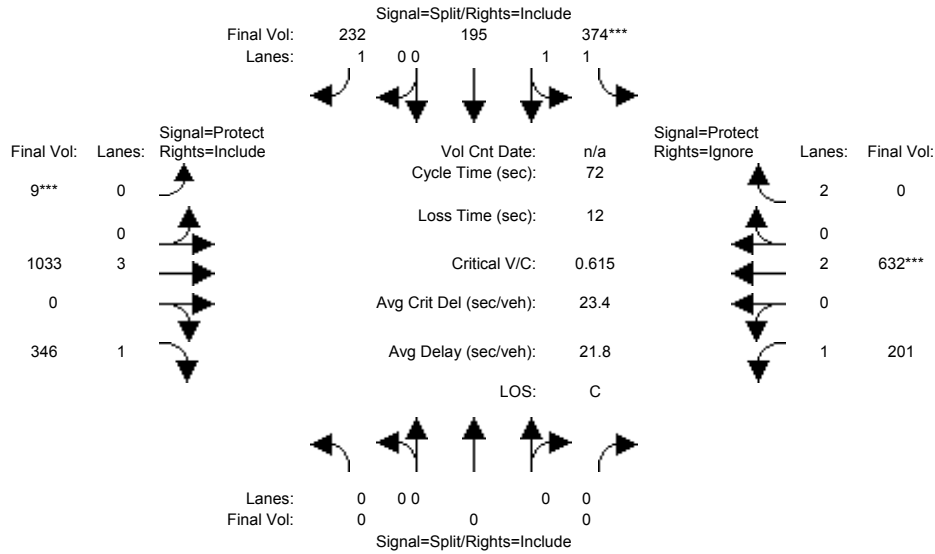 Signal=Split/Rights=Include
Final Vol: 232 195 374***
Lanes: 1 0 0 1 1
Signal=Protect Signal=Protect
Final Vol: Lanes: Rights=Include Vol Cnt Date: n/a Rights=Ignore Lanes: Final Vol:
Cycle Time (sec): 72
9*** 0 2 0
Loss Time (sec): 12
0 0
1033 3 Critical V/C: 0.615 2 632***
0 Avg Crit Del (sec/veh): 23.4 0
346 1 Avg Delay (sec/veh): 21.8 1 201
LOS: C
Lanes: 0 0 0 0 0
Final Vol: 0 0 0
Signal=Split/Rights=Include